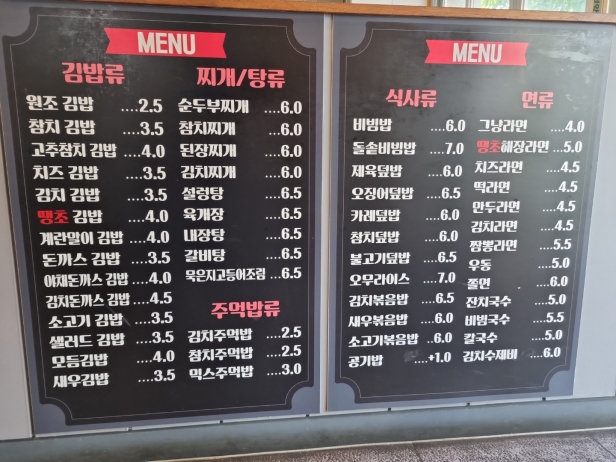 MENU
김밥류
원조 김밥 ....2.5
참치 김밥 ....3.5
고추참치 김밥 ....4.0
치즈 김밥 ....3.5
김치 김밥 ....3.5
땡초 김밥 ....4.0
계란말이 김밥 ....4.0
돈까스 김밥 ....3.5
야채돈까스 김밥 ....4.0
김치돈까스 김밥 ....4.5
소고기 김밥 ....3.5
샐러드 김밥 ....3.5
모듬김밥 ....4.0
새우김밥 ....3.5
찌개/탕류
순두부찌개 ....6.0
참치찌개 ....6.0
된장찌개 ....6.0
김치찌개 ....6.0
설렁탕 ....6.5
육개장 ....6.5
내장탕 ....6.5
갈비탕 ....6.5
묵은지고등어조림 ...6.5
주먹밥류
김치주먹밥 ....2.5
참치주먹밥 ....2.5
믹스주먹밥 ....3.0
MENU
식사류
비빔밥 ....6.0
돌솥비빔밥 ....7.0
제육덮밥 ....6.0
오징어덮밥 ....6.5
카레덮밥 ....6.0
참치덮밥 ....6.0
불고기덮밥 ....6.5
오무라이스 ....7.0
김치볶음밥 ....6.5
새우볶음밥 ....6.0
소고기볶음밥 ..6.0
공기밥 ....+1.0
면류
그냥라면 ....4.0
땡초해장라면 ...5.0
치즈라면 ....4.5
떡라면 ....4.5
만두라면 ....4.5
김치라면 ....4.5
짬뽕라면 ....5.5
우동 ....5.0
쫄면 ....6.0
잔치국수 ....5.0
비빔국수 ....5.5
칼국수 ....5.0
김치수제비 ....6.0